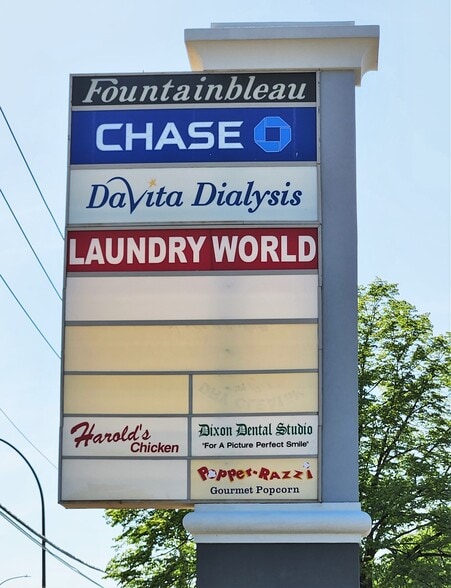 Fountainbleau
CHASE
DaVita Dialysis
LAUNDRY WORLD
Harold's
Chicken
Dixon Dental Studio
"For A Picture Perfect Smile"
Popper-Razzi
Gourmet Popcorn